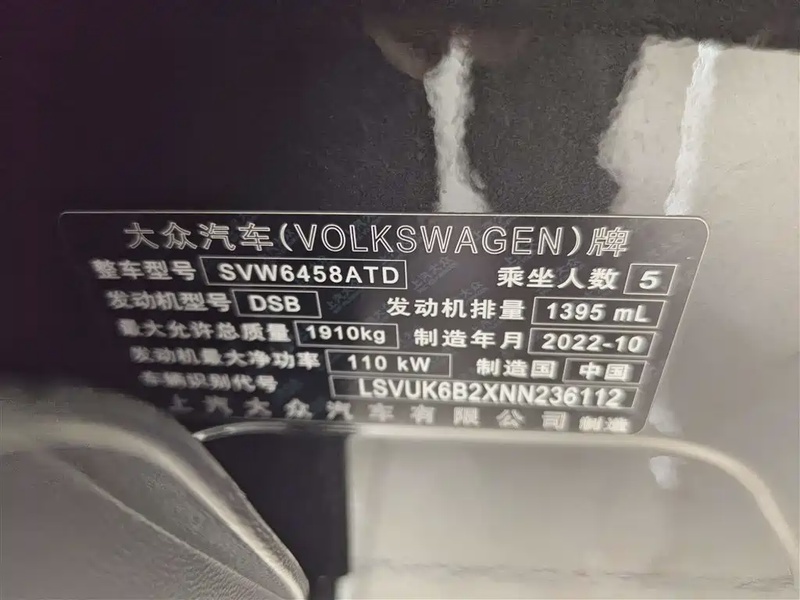 大众汽车(VOLKSWAGEN)牌
整车型号 SVW6458ATD 乘坐人数 5
发动机型号 DSB 发动机排量 1395 mL
最大允许总质量 1910kg 制造年月 2022-10
发动机最大净功率 110 kW 制造国 中国
车辆识别代号 LSVUK6B2XNN236112
上汽大众汽车有限公司 制造